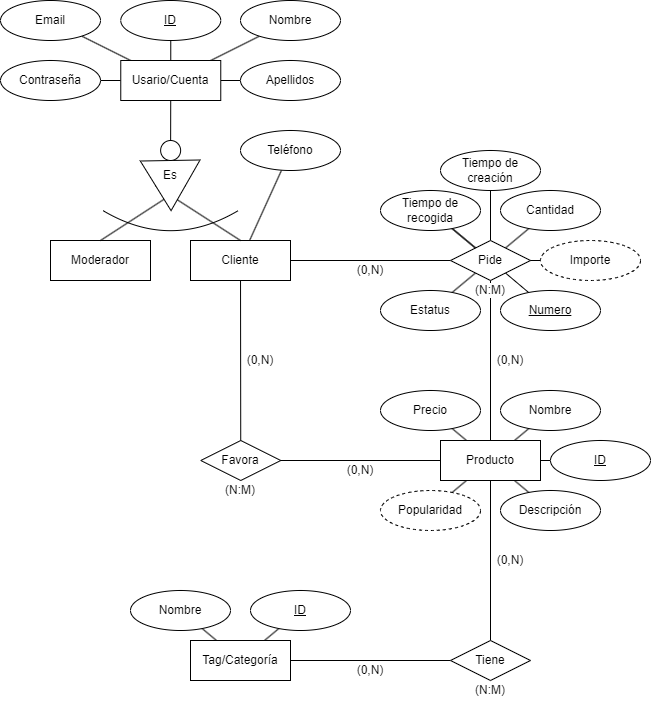 Email
ID
Nombre
Contraseña
Usario/Cuenta
Apellidos
Es
Teléfono
Tiempo de
creación
Tiempo de
recogida
Cantidad
Moderador
Cliente
(0,N)
Pide
Importe
(N:M)
Estatus
Numero
(0,N)
(0,N)
Precio
Nombre
Favora
(0,N)
Producto
ID
(N:M)
Popularidad
Descripción
(0,N)
Nombre
ID
Tag/Categoría
(0,N)
Tiene
(N:M)